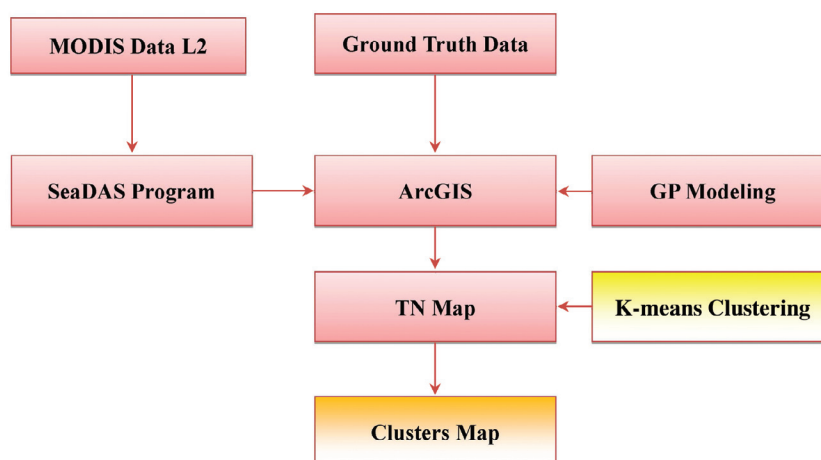 MODIS Data L2
Ground Truth Data
SeaDAS Program
ArcGIS
GP Modeling
TN Map
K-means Clustering
Clusters Map